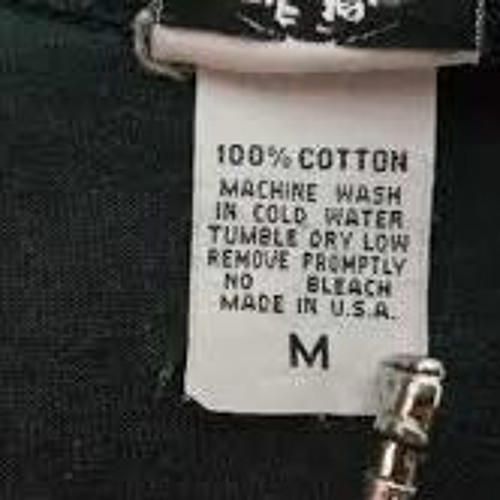 100% COTTON
MACHINE WASH
IN COLD WATER
TUMBLE DRY LOW
REMOVE PROMPTLY
NO BLEACH
MADE IN U.S.A.
M